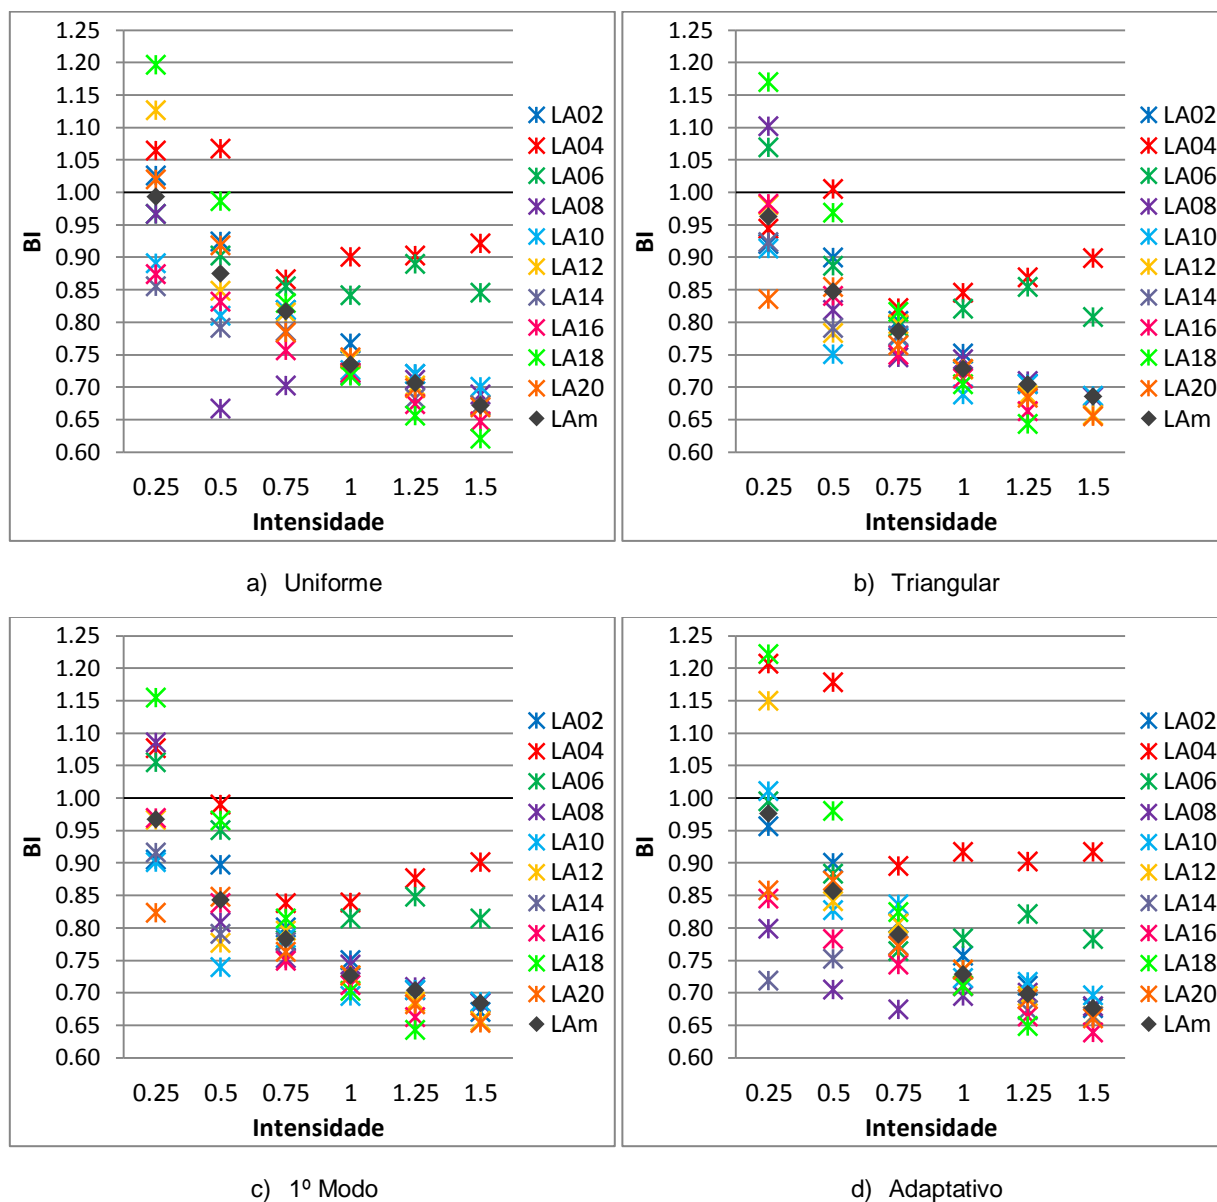 1.25
1.20
1.15
1.10
1.05
1.00
0.95
0.90
0.85
0.80
0.75
0.70
0.65
0.60
BI
0.25 0.5 0.75 1 1.25 1.5
Intensidade
LA02
LA04
LA06
LA08
LA10
LA12
LA14
LA16
LA18
LA20
LAm
a) Uniforme
1.25
1.20
1.15
1.10
1.05
1.00
0.95
0.90
0.85
0.80
0.75
0.70
0.65
0.60
BI
0.25 0.5 0.75 1 1.25 1.5
Intensidade
LA02
LA04
LA06
LA08
LA10
LA12
LA14
LA16
LA18
LA20
LAm
b) Triangular
1.25
1.20
1.15
1.10
1.05
1.00
0.95
0.90
0.85
0.80
0.75
0.70
0.65
0.60
BI
0.25 0.5 0.75 1 1.25 1.5
Intensidade
LA02
LA04
LA06
LA08
LA10
LA12
LA14
LA16
LA18
LA20
LAm
c) 1º Modo
1.25
1.20
1.15
1.10
1.05
1.00
0.95
0.90
0.85
0.80
0.75
0.70
0.65
0.60
BI
0.25 0.5 0.75 1 1.25 1.5
Intensidade
LA02
LA04
LA06
LA08
LA10
LA12
LA14
LA16
LA18
LA20
LAm
d) Adaptativo